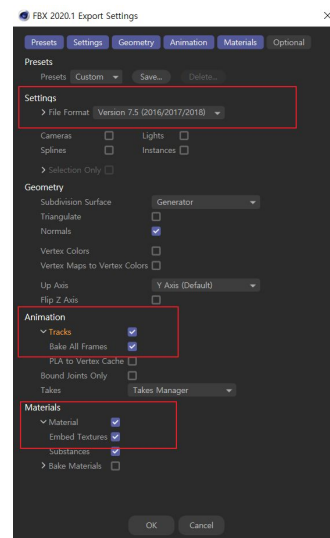 FBX 2020.1 Export Settings
Presets Settings Geometry Animation Materials Optional
Presets
Presets Custom Save... Delete...
Settings
File Format Version 7.5 (2016/2017/2018)
Cameras Lights
Splines Instances
Selection Only
Geometry
Subdivision Surface Generator
Triangulate
Normals
Vertex Colors
Vertex Maps to Vertex Colors
Up Axis Y Axis (Default)
Flip Z Axis
Animation
Tracks
Bake All Frames
PLA to Vertex Cache
Bound Joints Only
Takes Takes Manager
Materials
Material
Embed Textures
Substances
Bake Materials
OK Cancel